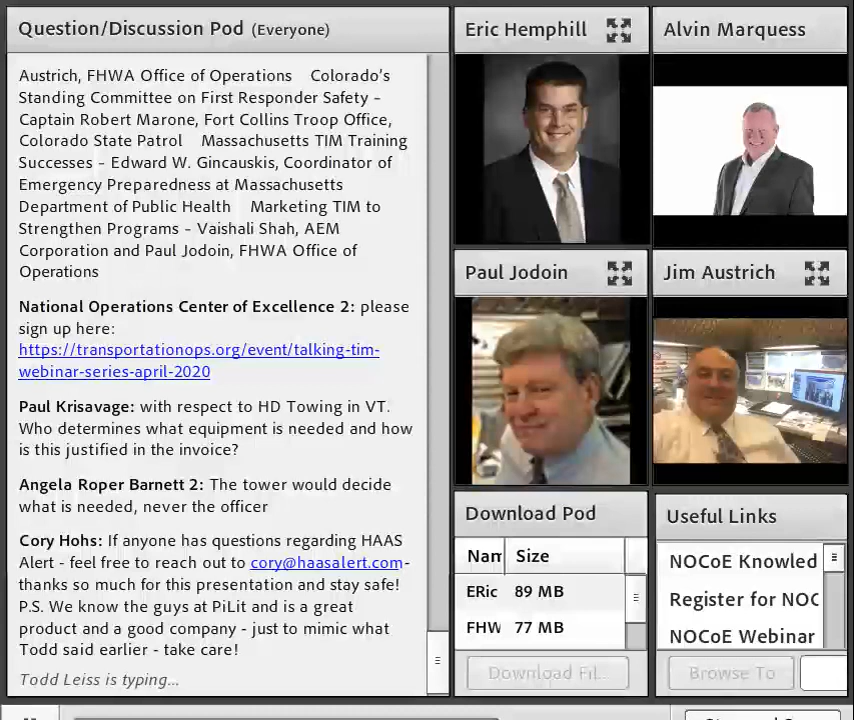 Question/Discussion Pod (Everyone)
Austrich, FHWA Office of Operations    Colorado's
Standing Committee on First Responder Safety –
Captain Robert Marone, Fort Collins Troop Office,
Colorado State Patrol    Massachusetts TIM Training
Successes – Edward W. Gincauskis, Coordinator of
Emergency Preparedness at Massachusetts
Department of Public Health    Marketing TIM to
Strengthen Programs – Vaishali Shah, AEM
Corporation and Paul Jodoin, FHWA Office of
Operations
National Operations Center of Excellence 2: please
sign up here:
https://transportationops.org/event/talking-tim-
webinar-series-april-2020
Paul Krisavage: with respect to HD Towing in VT.
Who determines what equipment is needed and how
is this justified in the invoice?
Angela Roper Barnett 2: The tower would decide
what is needed, never the officer
Cory Hohs: If anyone has questions regarding HAAS
Alert - feel free to reach out to cory@haasalert.com-
thanks so much for this presentation and stay safe!
P.S. We know the guys at PiLit and is a great
product and a good company - just to mimic what
Todd said earlier - take care!
Todd Leiss is typing...
Eric Hemphill
Alvin Marquess
Paul Jodoin
Jim Austrich
Download Pod
Nam Size
ERic 89 MB
FHW 77 MB
Download Fil..
Useful Links
NOCoE Knowled
Register for NOC
NOCoE Webinar
Browse To